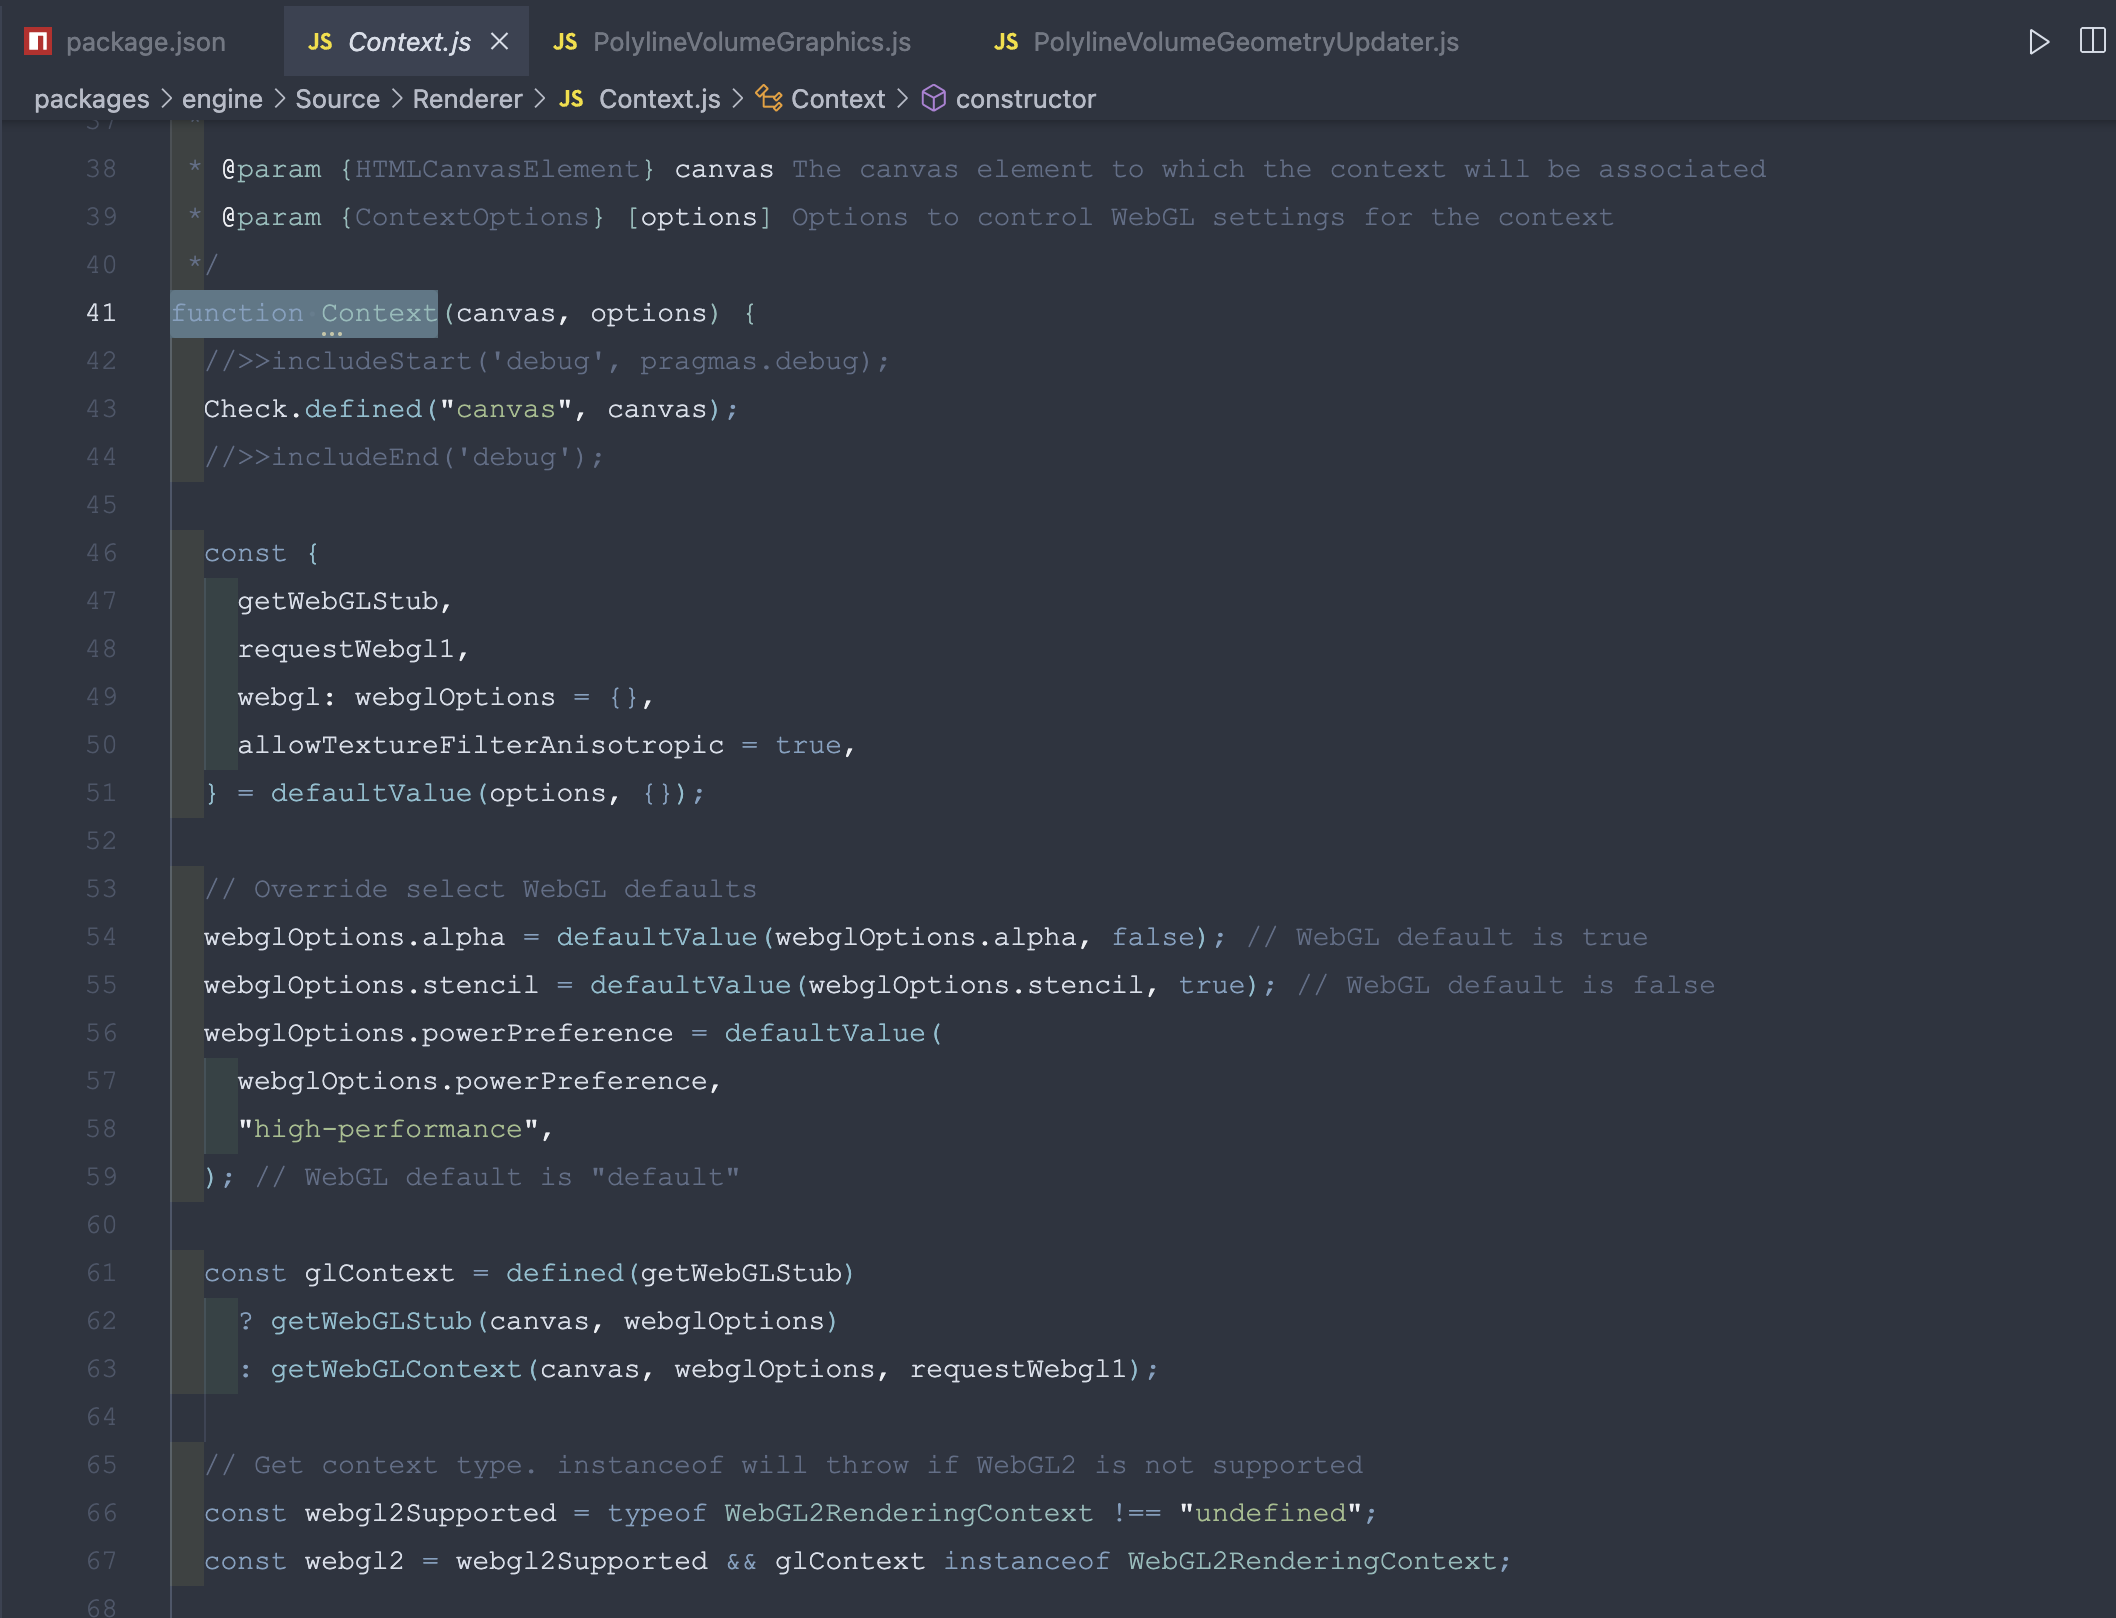 package.json JS Context.js JS PolylineVolumeGraphics.js JS PolylineVolumeGeometryUpdater.js
packages > engine > Source > Renderer > JS Context.js > Context > constructor
37 *
38 * @param {HTMLCanvasElement} canvas The canvas element to which the context will be associated
39 * @param {ContextOptions} [options] Options to control WebGL settings for the context
40 */
41 function Context(canvas, options) {
42 //>>includeStart('debug', pragmas.debug);
43 Check.defined("canvas", canvas);
44 //>>includeEnd('debug');
45
46 const {
47 getWebGLStub,
48 requestWebgl1,
49 webgl: webglOptions = {},
50 allowTextureFilterAnisotropic = true,
51 } = defaultValue(options, {});
52
53 // Override select WebGL defaults
54 webglOptions.alpha = defaultValue(webglOptions.alpha, false); // WebGL default is true
55 webglOptions.stencil = defaultValue(webglOptions.stencil, true); // WebGL default is false
56 webglOptions.powerPreference = defaultValue(
57 webglOptions.powerPreference,
58 "high-performance",
59 ); // WebGL default is "default"
60
61 const glContext = defined(getWebGLStub)
62 ? getWebGLStub(canvas, webglOptions)
63 : getWebGLContext(canvas, webglOptions, requestWebgl1);
64
65 // Get context type. instanceof will throw if WebGL2 is not supported
66 const webgl2Supported = typeof WebGL2RenderingContext !== "undefined";
67 const webgl2 = webgl2Supported && glContext instanceof WebGL2RenderingContext;
68